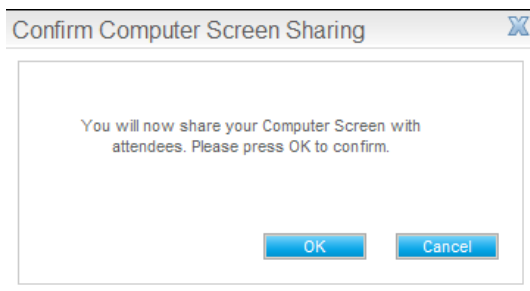 Confirm Computer Screen Sharing
You will now share your Computer Screen with
attendees. Please press OK to confirm.
OK Cancel